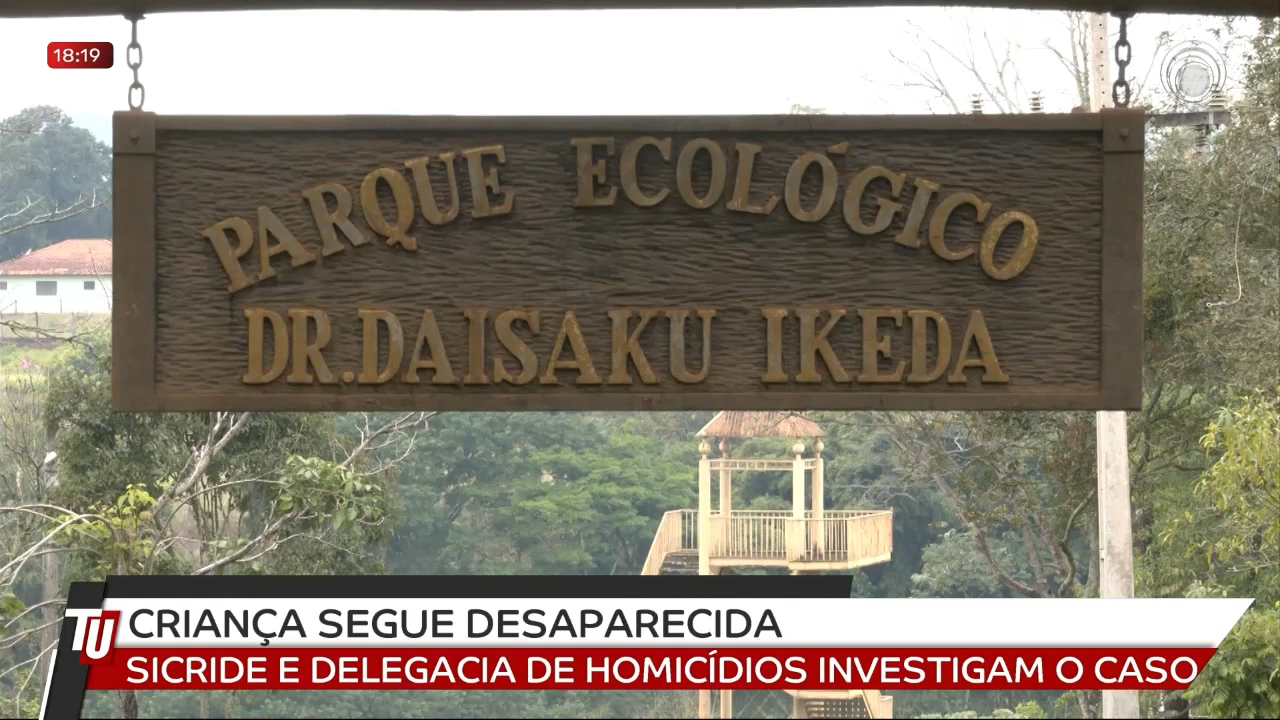 18:19
PARQUE ECOLÓGICO
DR. DAISAKU IKEDA
TU
CRIANÇA SEGUE DESAPARECIDA
SICRIDE E DELEGACIA DE HOMICÍDIOS INVESTIGAM O CASO